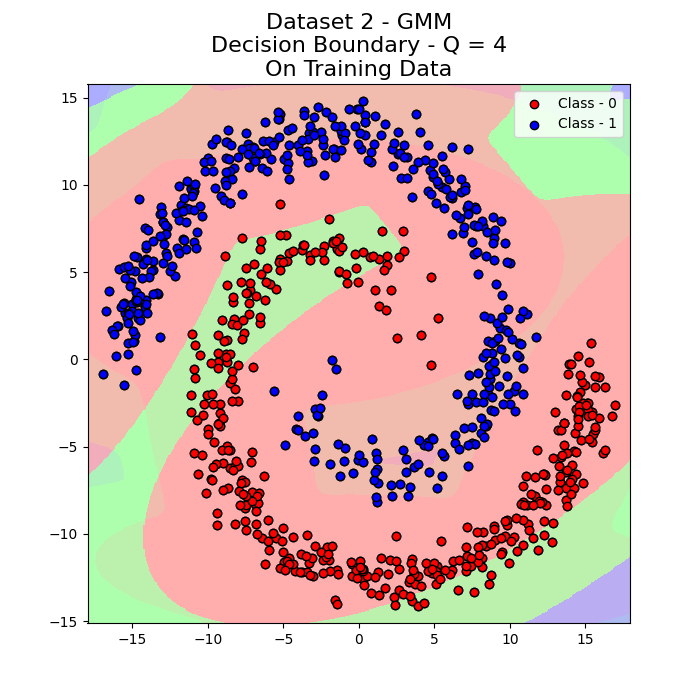 Dataset 2 - GMM
Decision Boundary - Q = 4
On Training Data
Class - 0
Class - 1
15
10
5
0
−5
−10
−15
−15
−10
−5
0
5
10
15